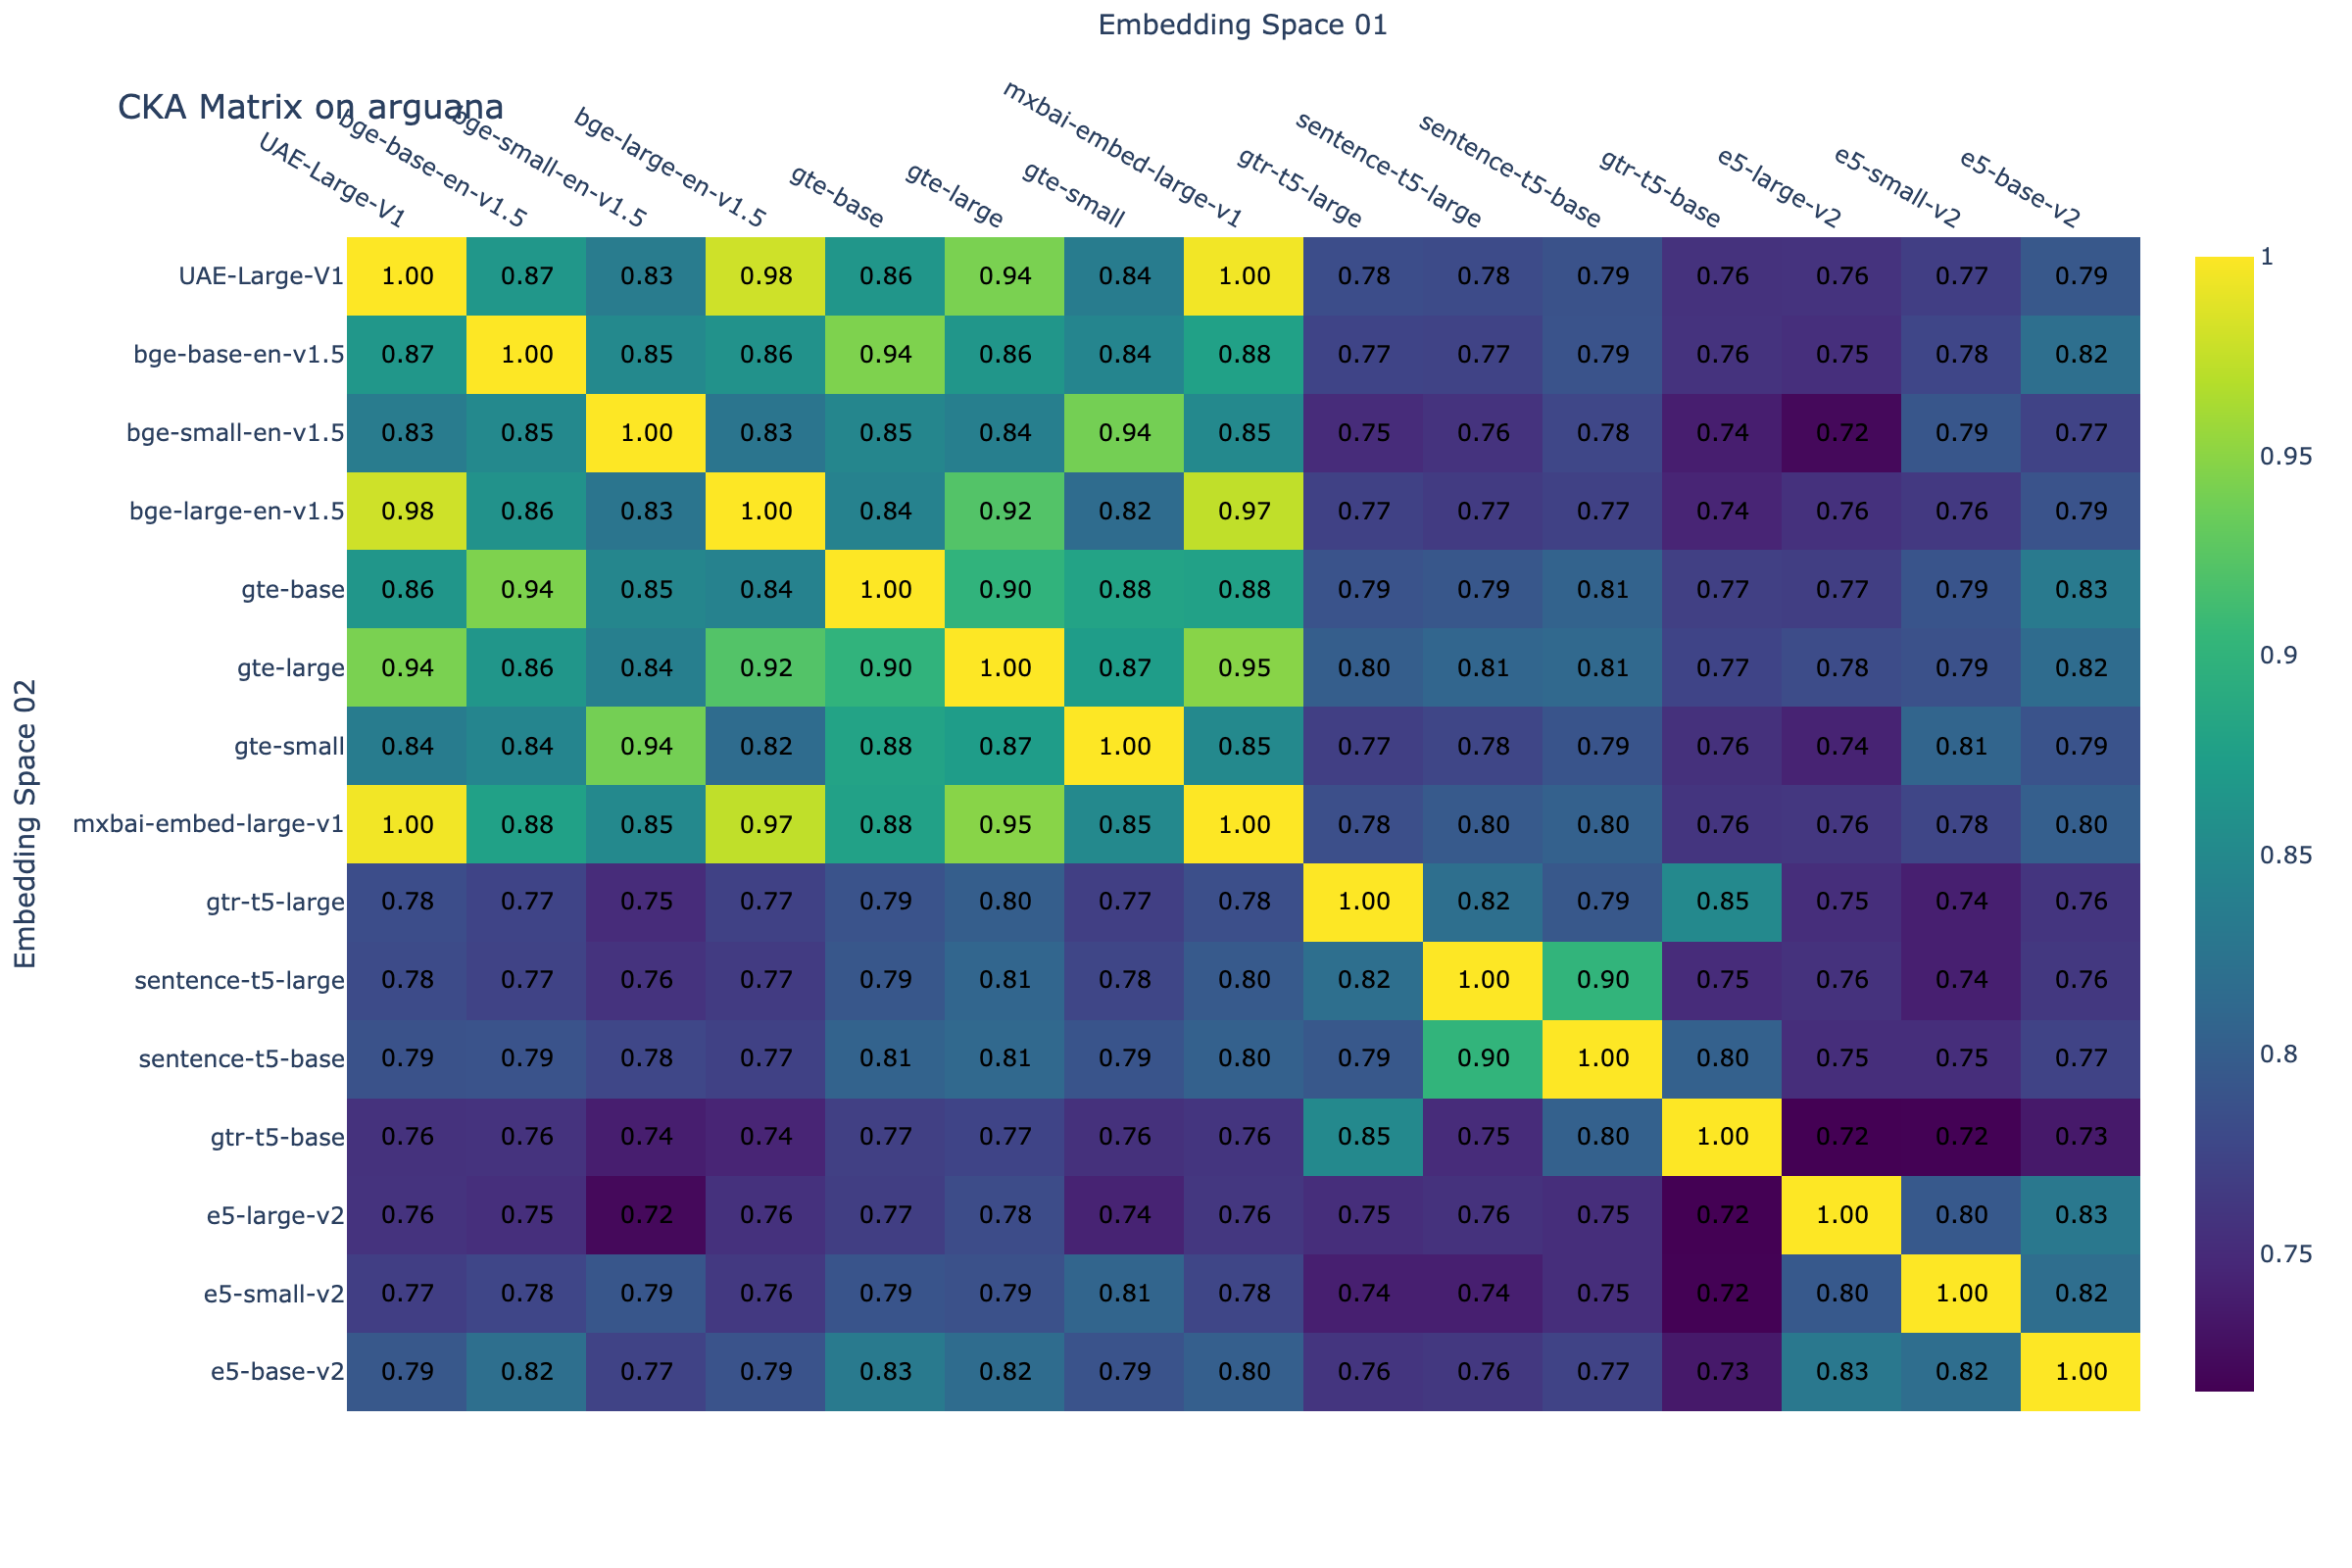 Embedding Space 01
CKA Matrix on arguana
UAE-Large-V1
bge-base-en-v1.5
bge-small-en-v1.5
bge-large-en-v1.5
gte-base
gte-large
gte-small
mxbai-embed-large-v1
gtr-t5-large
sentence-t5-large
sentence-t5-base
gtr-t5-base
e5-large-v2
e5-small-v2
e5-base-v2
UAE-Large-V1 1.00 0.87 0.83 0.98 0.86 0.94 0.84 1.00 0.78 0.78 0.79 0.76 0.76 0.77 0.79
bge-base-en-v1.5 0.87 1.00 0.85 0.86 0.94 0.86 0.84 0.88 0.77 0.77 0.79 0.76 0.75 0.78 0.82
bge-small-en-v1.5 0.83 0.85 1.00 0.83 0.85 0.84 0.94 0.85 0.75 0.76 0.78 0.74 0.72 0.79 0.77
bge-large-en-v1.5 0.98 0.86 0.83 1.00 0.84 0.92 0.82 0.97 0.77 0.77 0.77 0.74 0.76 0.76 0.79
gte-base 0.86 0.94 0.85 0.84 1.00 0.90 0.88 0.88 0.79 0.79 0.81 0.77 0.77 0.79 0.83
gte-large 0.94 0.86 0.84 0.92 0.90 1.00 0.87 0.95 0.80 0.81 0.81 0.77 0.78 0.79 0.82
gte-small 0.84 0.84 0.94 0.82 0.88 0.87 1.00 0.85 0.77 0.78 0.79 0.76 0.74 0.81 0.79
mxbai-embed-large-v1 1.00 0.88 0.85 0.97 0.88 0.95 0.85 1.00 0.78 0.80 0.80 0.76 0.76 0.78 0.80
gtr-t5-large 0.78 0.77 0.75 0.77 0.79 0.80 0.77 0.78 1.00 0.82 0.79 0.85 0.75 0.74 0.76
sentence-t5-large 0.78 0.77 0.76 0.77 0.79 0.81 0.78 0.80 0.82 1.00 0.90 0.75 0.76 0.74 0.76
sentence-t5-base 0.79 0.79 0.78 0.77 0.81 0.81 0.79 0.80 0.79 0.90 1.00 0.80 0.75 0.75 0.77
gtr-t5-base 0.76 0.76 0.74 0.74 0.77 0.77 0.76 0.76 0.85 0.75 0.80 1.00 0.72 0.72 0.73
e5-large-v2 0.76 0.75 0.72 0.76 0.77 0.78 0.74 0.76 0.75 0.76 0.75 0.72 1.00 0.80 0.83
e5-small-v2 0.77 0.78 0.79 0.76 0.79 0.79 0.81 0.78 0.74 0.74 0.75 0.72 0.80 1.00 0.82
e5-base-v2 0.79 0.82 0.77 0.79 0.83 0.82 0.79 0.80 0.76 0.76 0.77 0.73 0.83 0.82 1.00
Embedding Space 02
1
0.95
0.9
0.85
0.8
0.75